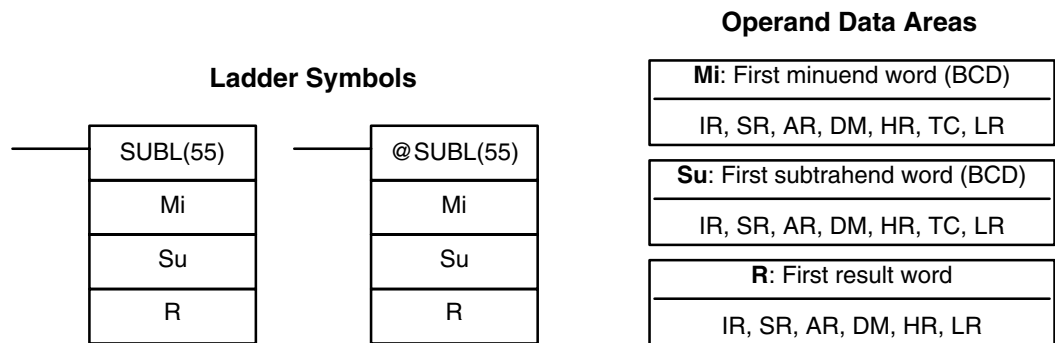 Ladder Symbols
SUBL(55)
Mi
Su
R
@SUBL(55)
Mi
Su
R
Operand Data Areas
Mi: First minuend word (BCD)
IR, SR, AR, DM, HR, TC, LR
Su: First subtrahend word (BCD)
IR, SR, AR, DM, HR, TC, LR
R: First result word
IR, SR, AR, DM, HR, LR